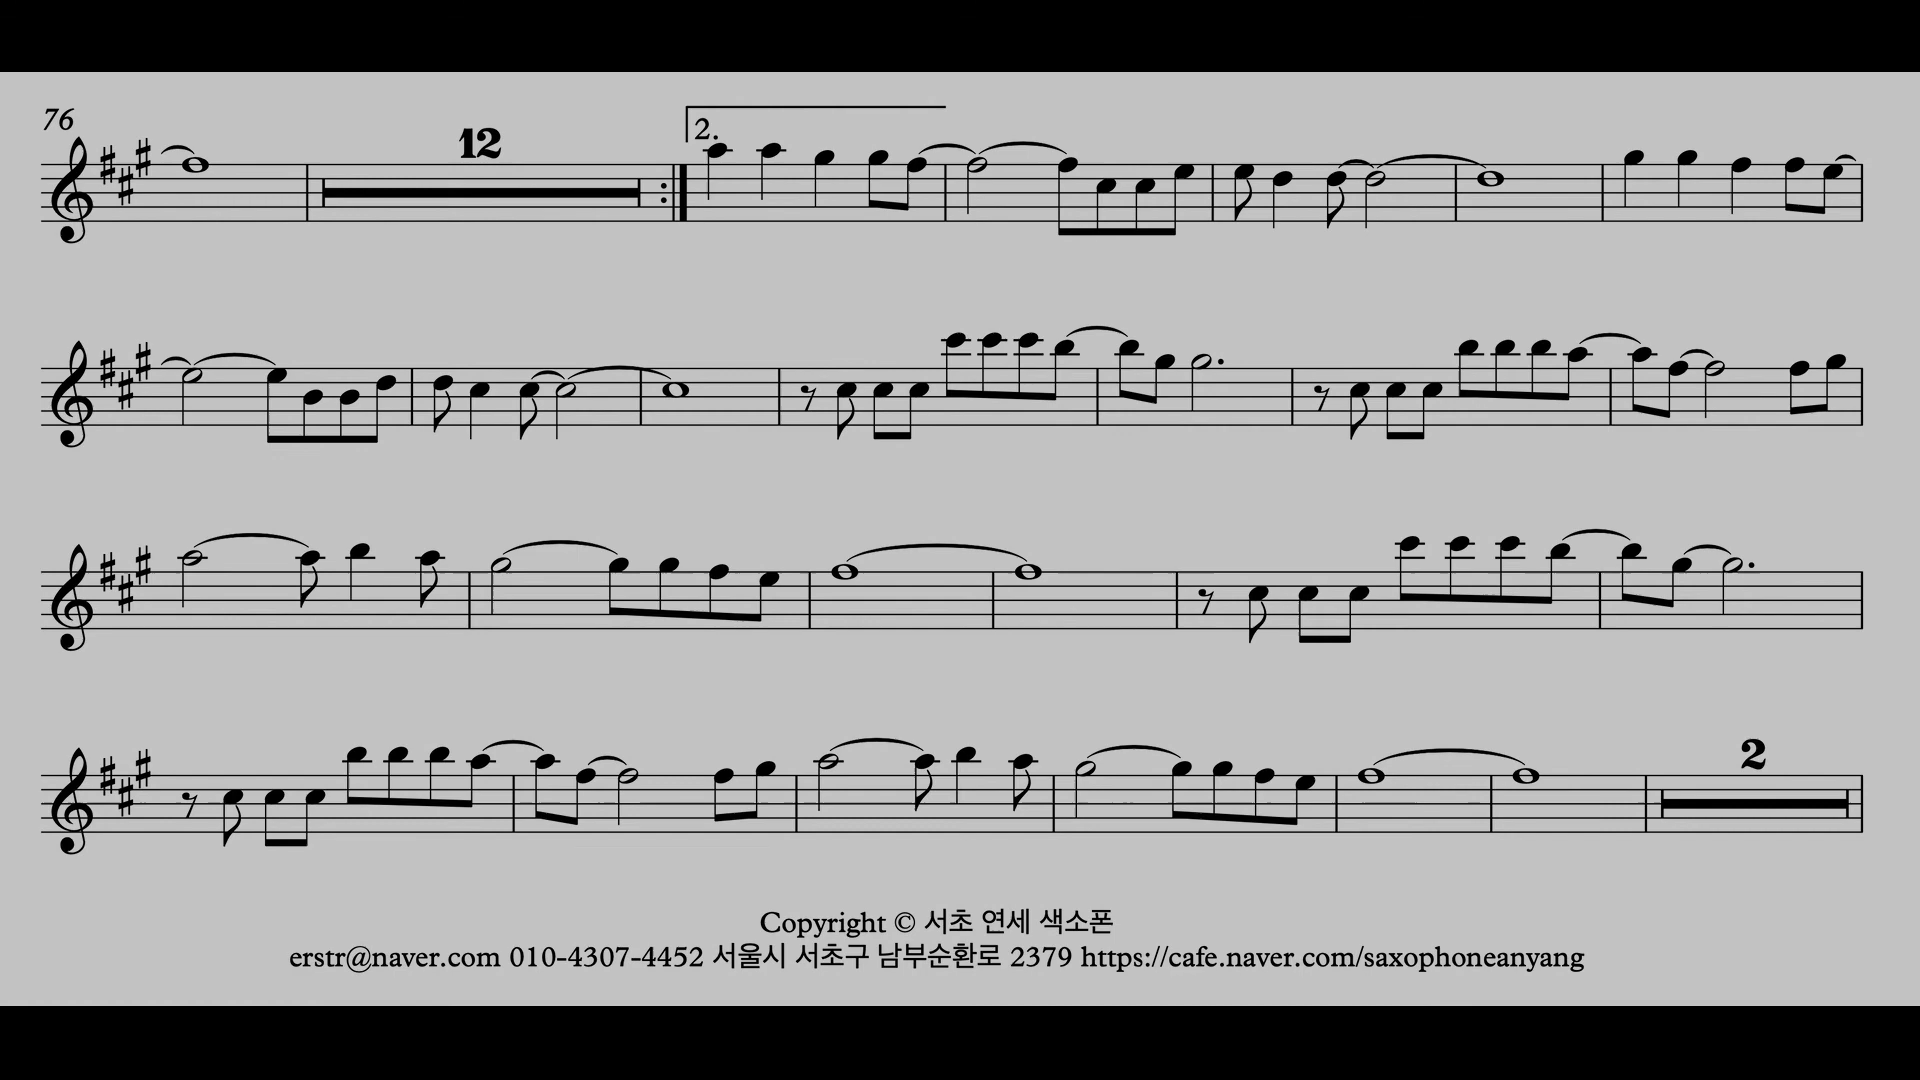 76
12
2.
2
Copyright © 서초 연세 색소폰
erstr@naver.com 010-4307-4452 서울시 서초구 남부순환로 2379 https://cafe.naver.com/saxophoneanyang